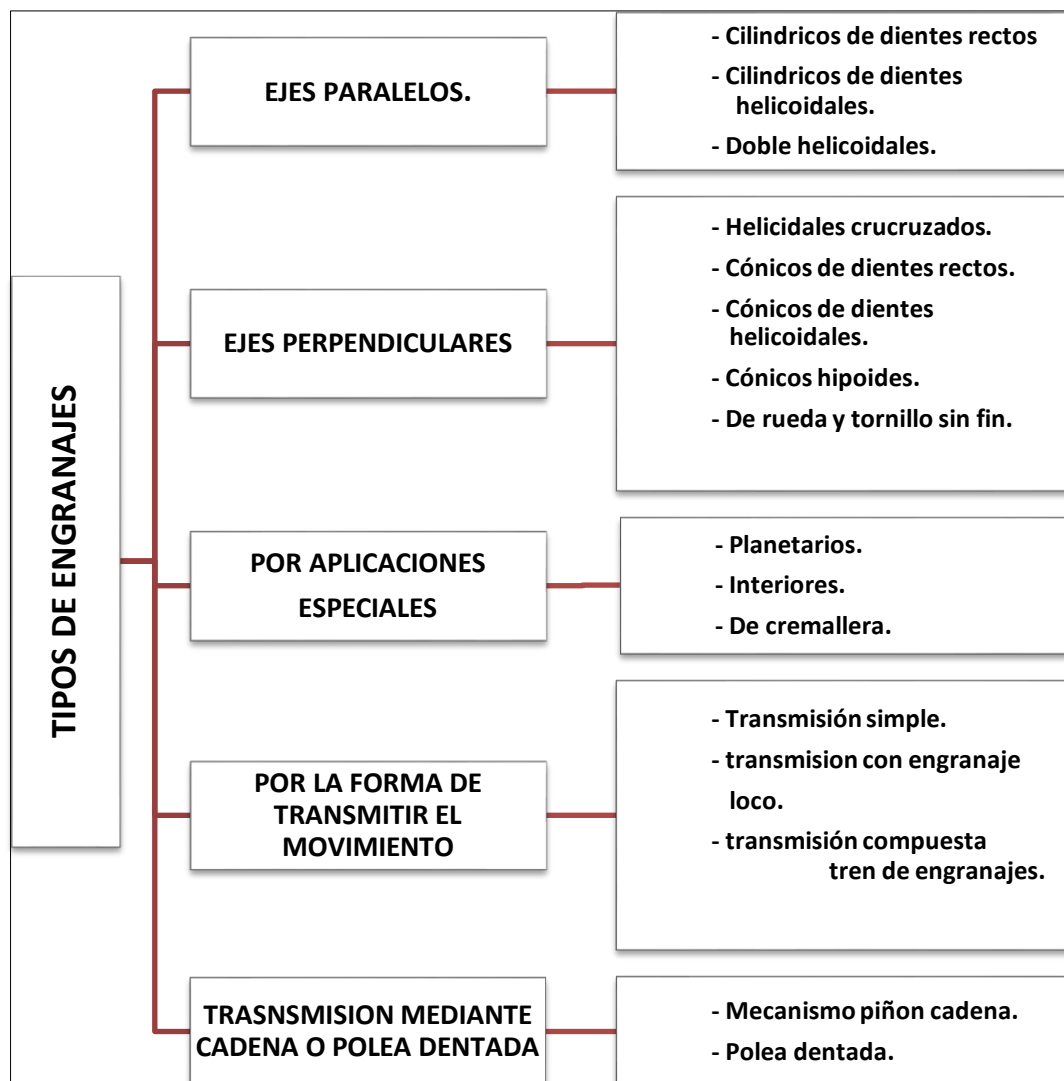 TIPOS DE ENGRANAJES
EJES PARALELOS.
- Cilindricos de dientes rectos
- Cilindricos de dientes
helicoidales.
- Doble helicoidales.
EJES PERPENDICULARES
- Helicidales crucruzados.
- Cónicos de dientes rectos.
- Cónicos de dientes
helicoidales.
- Cónicos hipoides.
- De rueda y tornillo sin fin.
POR APLICACIONES
ESPECIALES
- Planetarios.
- Interiores.
- De cremallera.
POR LA FORMA DE
TRANSMITIR EL
MOVIMIENTO
- Transmisión simple.
- transmision con engranaje
loco.
- transmisión compuesta
tren de engranajes.
TRASNSMISION MEDIANTE
CADENA O POLEA DENTADA
- Mecanismo piñon cadena.
- Polea dentada.